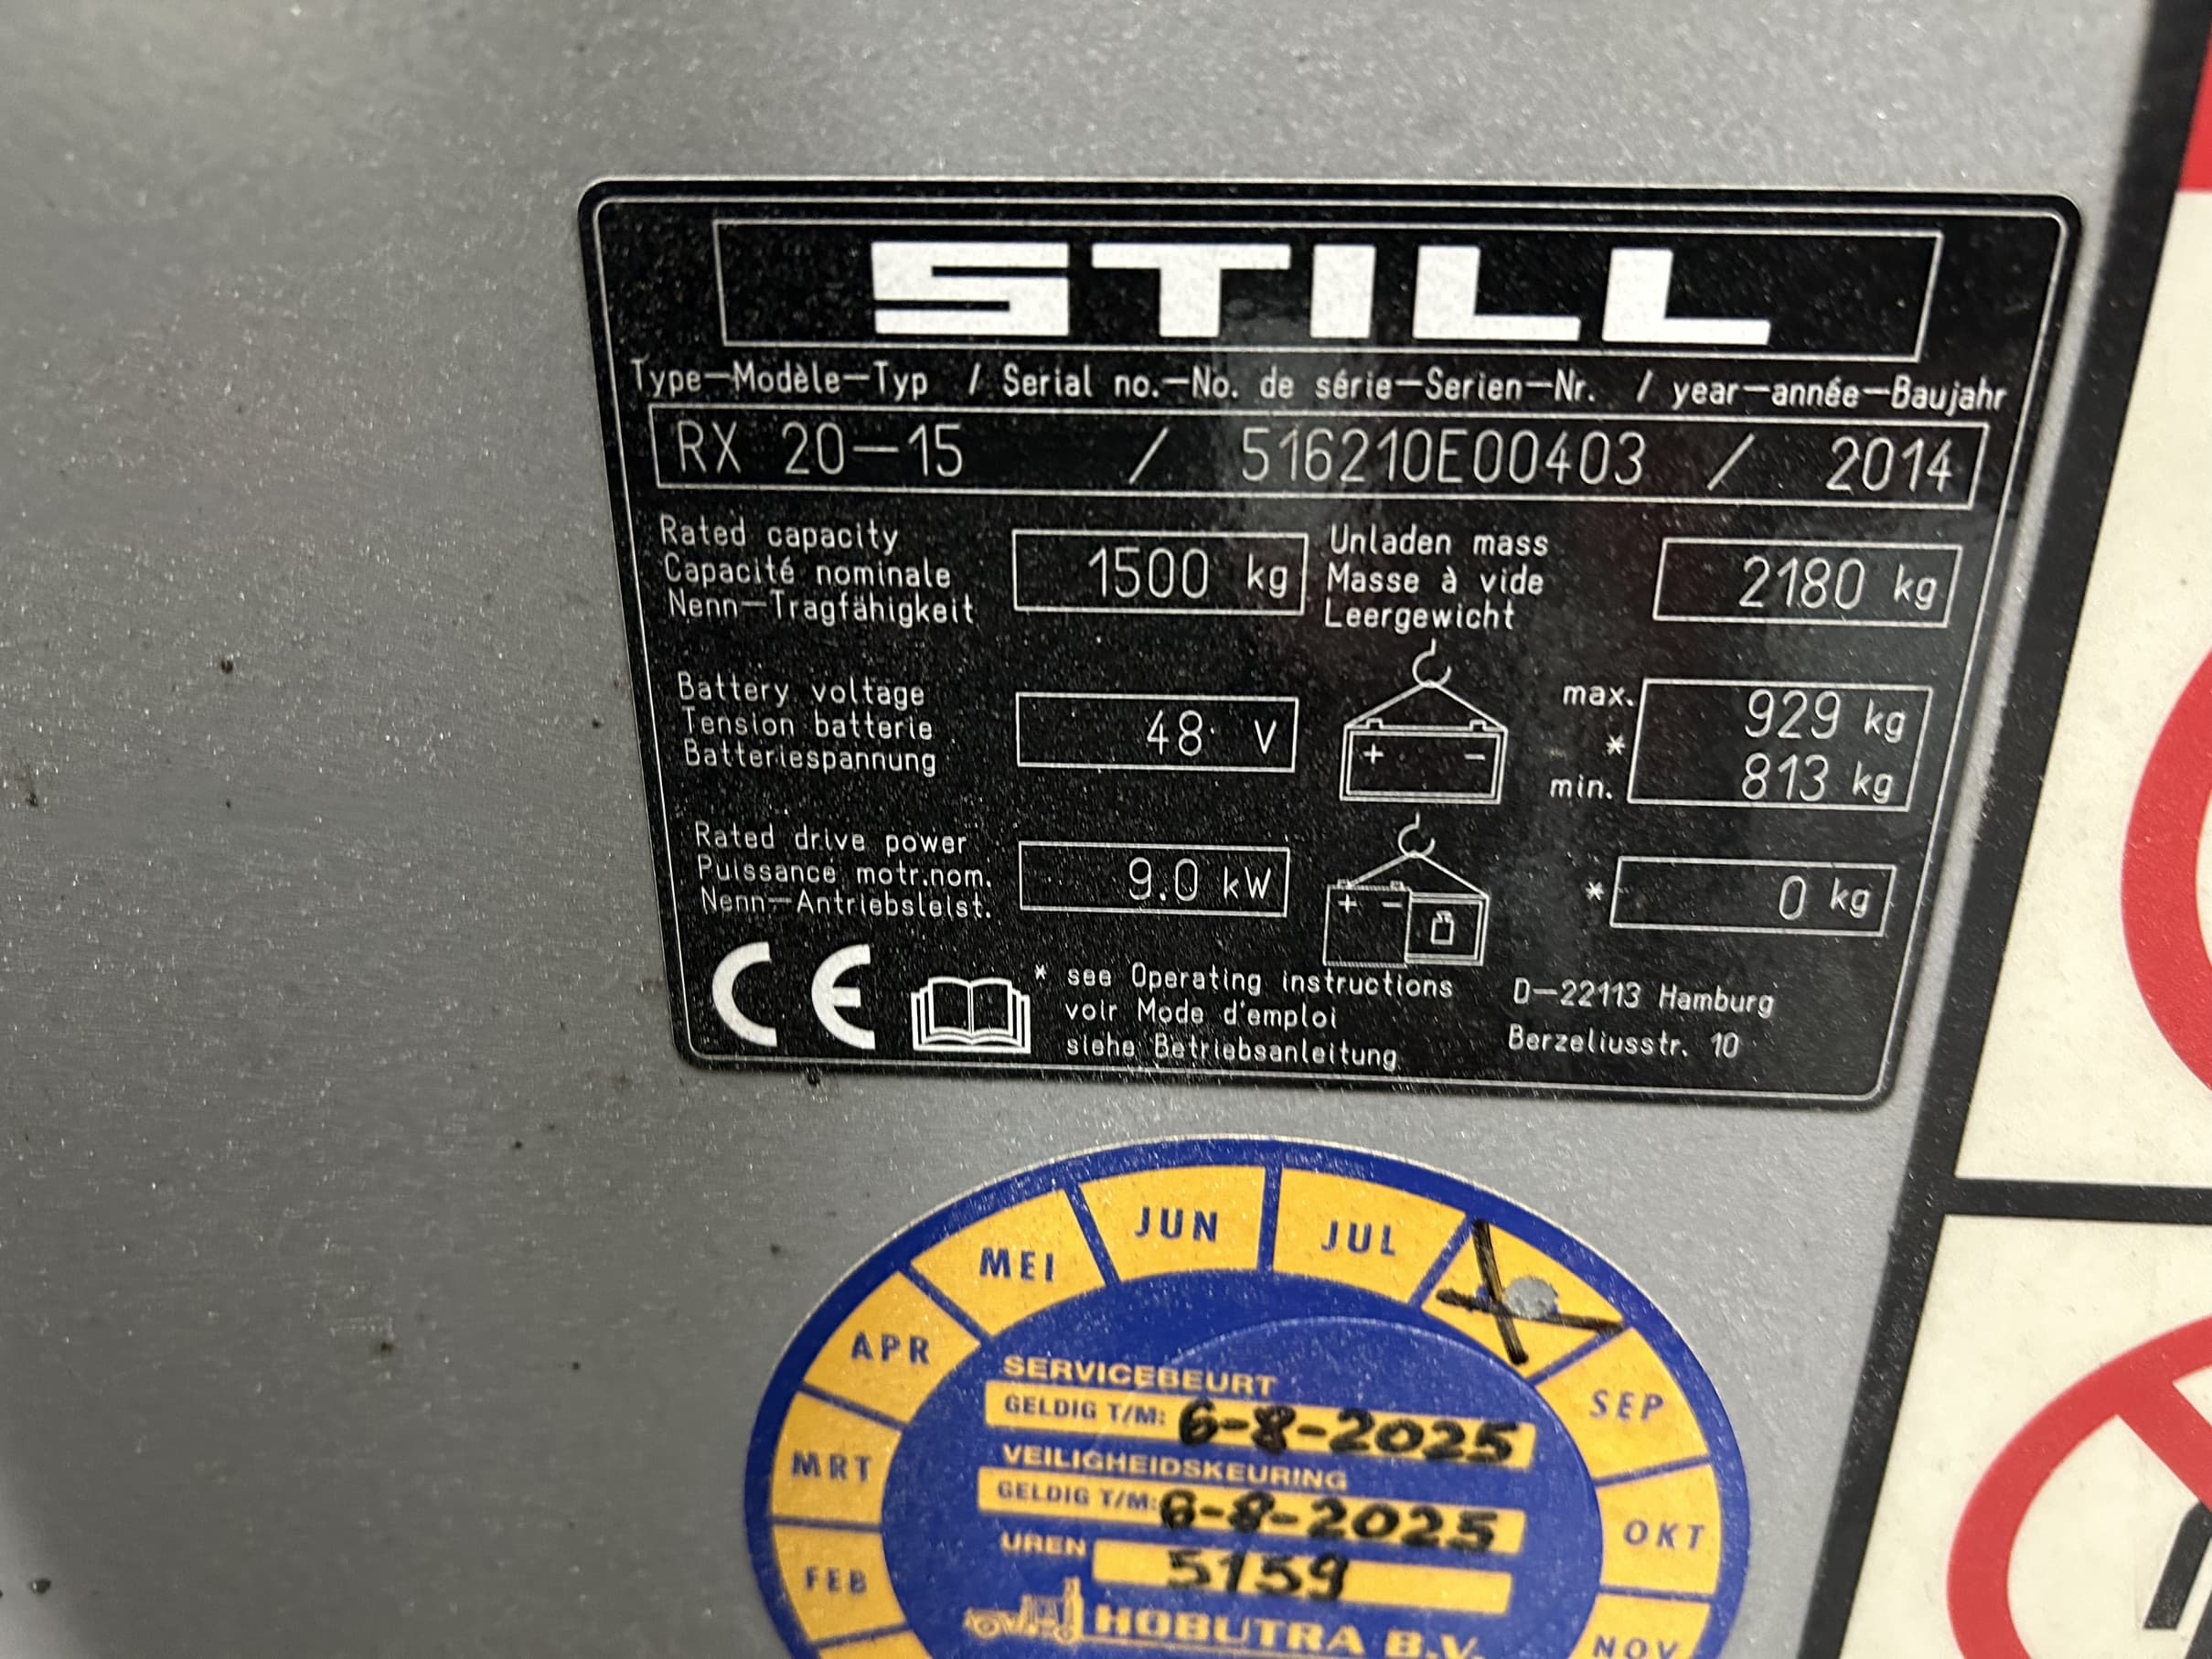 STILL
Type-Modèle-Typ / Serial no.-No. de série-Serien-Nr. / year-année-Baujahr
RX 20-15 / 516210E00403 / 2014
Rated capacity
Capacité nominale
Nenn-Tragfähigkeit
1500 kg
Unladen mass
Masse à vide
Leergewicht
2180 kg
Battery voltage
Tension batterie
Batteriespannung
48 V
+ -
max. 929 kg
*
min. 813 kg
Rated drive power
Puissance motr.nom.
Nenn-Antriebsleist.
9.0 kW
+ -
* 0 kg
CE
* see Operating instructions
voir Mode d'emploi
siehe Betriebsanleitung
D-22113 Hamburg
Berzeliusstr. 10
FEB
MRT
APR
MEI
JUN
JUL
SEP
OKT
NOV
SERVICEBEURT
GELDIG T/M: 6-8-2025
VEILIGHEIDSKEURING
GELDIG T/M: 6-8-2025
UREN 5159
HOBUTRA B.V.